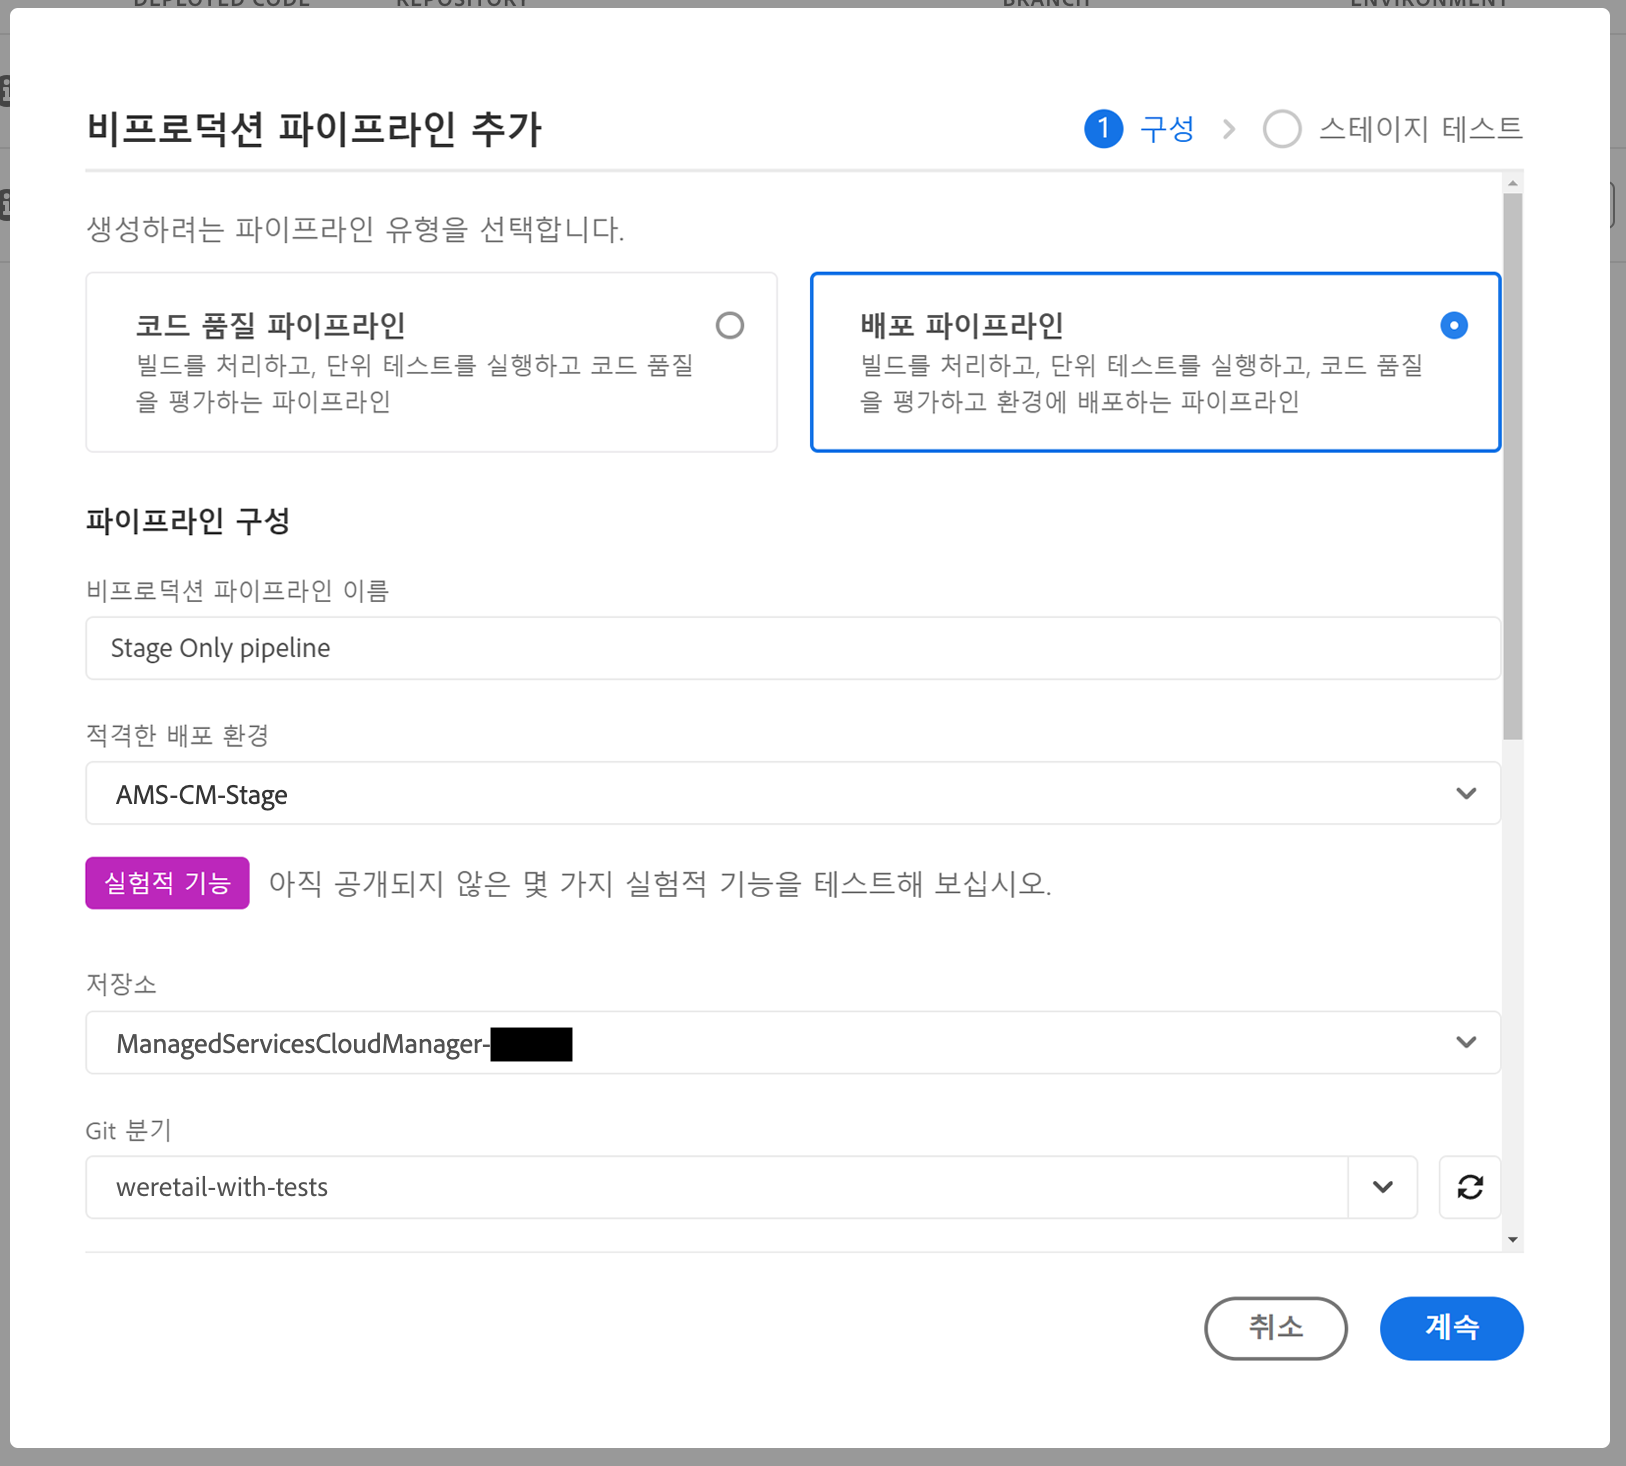 DEPLOYED CODE REPOSITORY BRANCH ENVIRONMENT
비프로덕션 파이프라인 추가
1 구성 스테이지 테스트
생성하려는 파이프라인 유형을 선택합니다.
코드 품질 파이프라인
빌드를 처리하고, 단위 테스트를 실행하고 코드 품질
을 평가하는 파이프라인
배포 파이프라인
빌드를 처리하고, 단위 테스트를 실행하고, 코드 품질
을 평가하고 환경에 배포하는 파이프라인
파이프라인 구성
비프로덕션 파이프라인 이름
Stage Only pipeline
적격한 배포 환경
AMS-CM-Stage
실험적 기능 아직 공개되지 않은 몇 가지 실험적 기능을 테스트해 보십시오.
저장소
ManagedServicesCloudManager-
Git 분기
weretail-with-tests
취소 계속